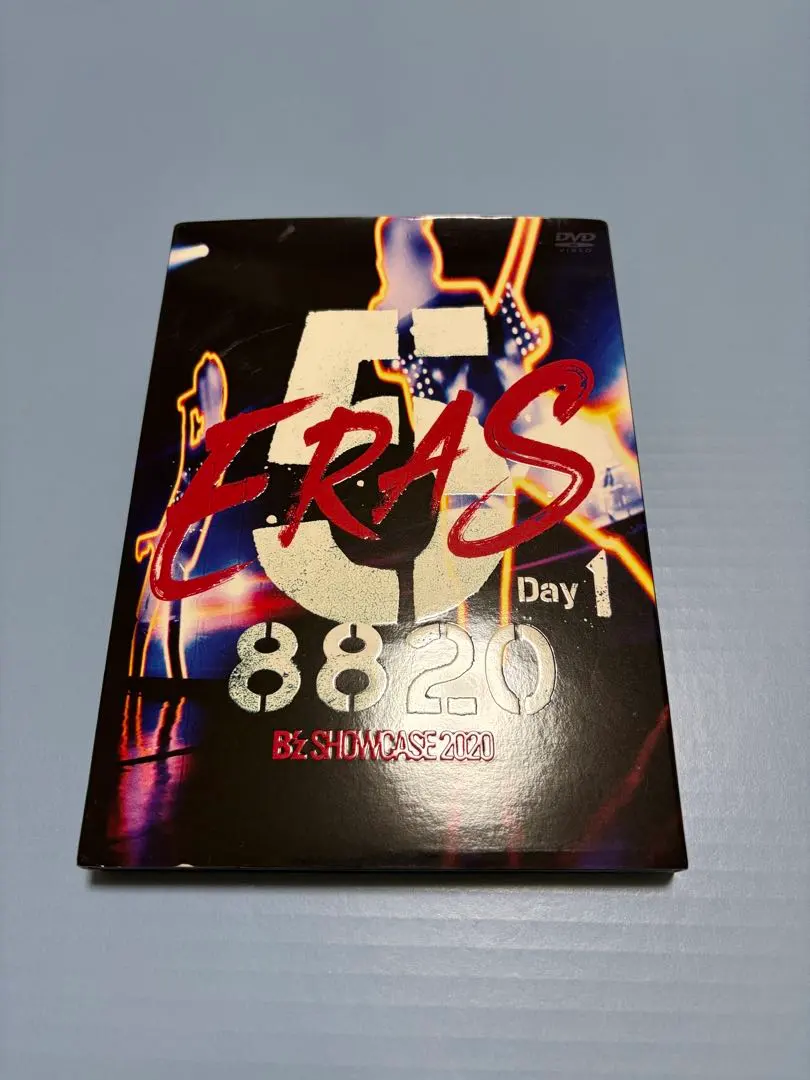 DVD
VIDEO
5
ERAS
Day 1
8820
B'z SHOWCASE 2020